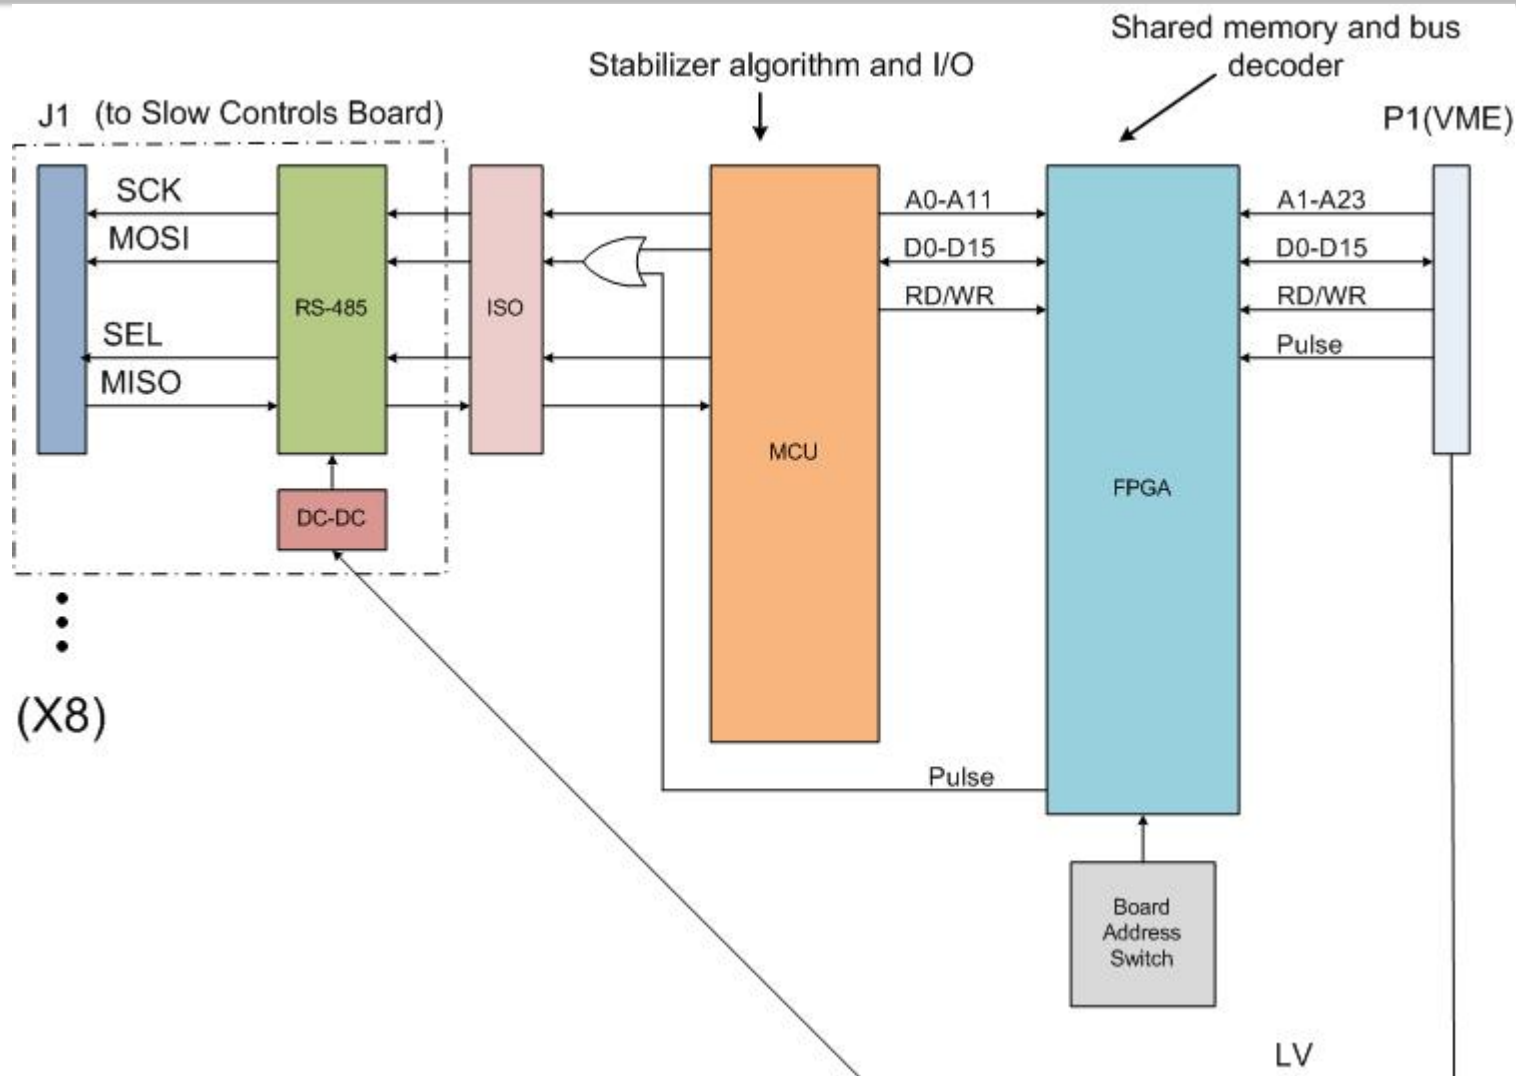 Shared memory and bus
decoder
Stabilizer algorithm and I/O
J1 (to Slow Controls Board)
P1(VME)
SCK
MOSI
SEL
MISO
RS-485
ISO
DC-DC
MCU
A0-A11
D0-D15
RD/WR
FPGA
A1-A23
D0-D15
RD/WR
Pulse
(X8)
Pulse
Board
Address
Switch
LV